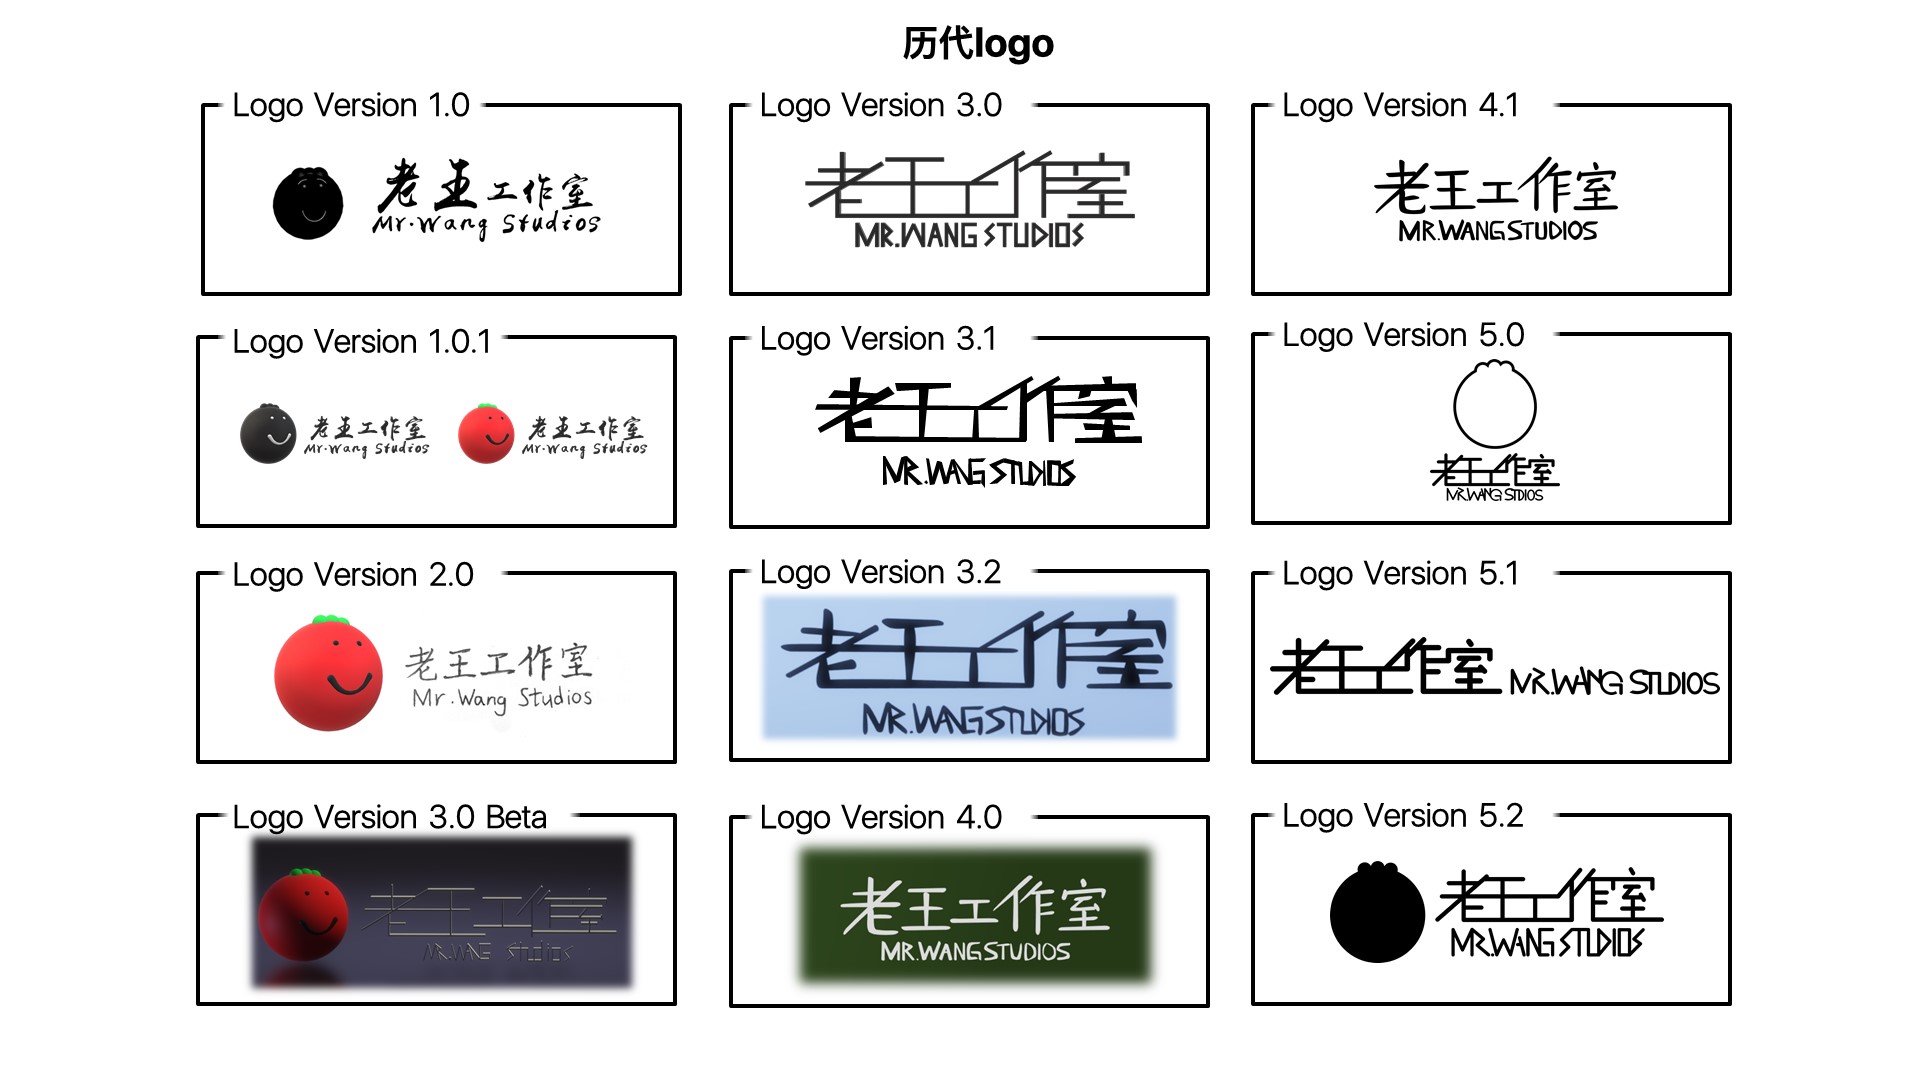 历代logo
Logo Version 1.0
老王工作室
Mr.Wang Studios
Logo Version 1.0.1
老王工作室
Mr.Wang Studios
老王工作室
Mr.Wang Studios
Logo Version 2.0
老王工作室
Mr.Wang Studios
Logo Version 3.0 Beta
老王工作室
MR.WANG Studios
Logo Version 3.0
老王工作室
MR.WANG STUDIOS
Logo Version 3.1
老王工作室
MR.WANG STUDIOS
Logo Version 3.2
老王工作室
MR.WANG STUDIOS
Logo Version 4.0
老王工作室
MR.WANG STUDIOS
Logo Version 4.1
老王工作室
MR.WANG STUDIOS
Logo Version 5.0
老王工作室
MR.WANG STDIOS
Logo Version 5.1
老王工作室 MR.WANG STUDIOS
Logo Version 5.2
老王工作室
MR.WANG STUDIOS